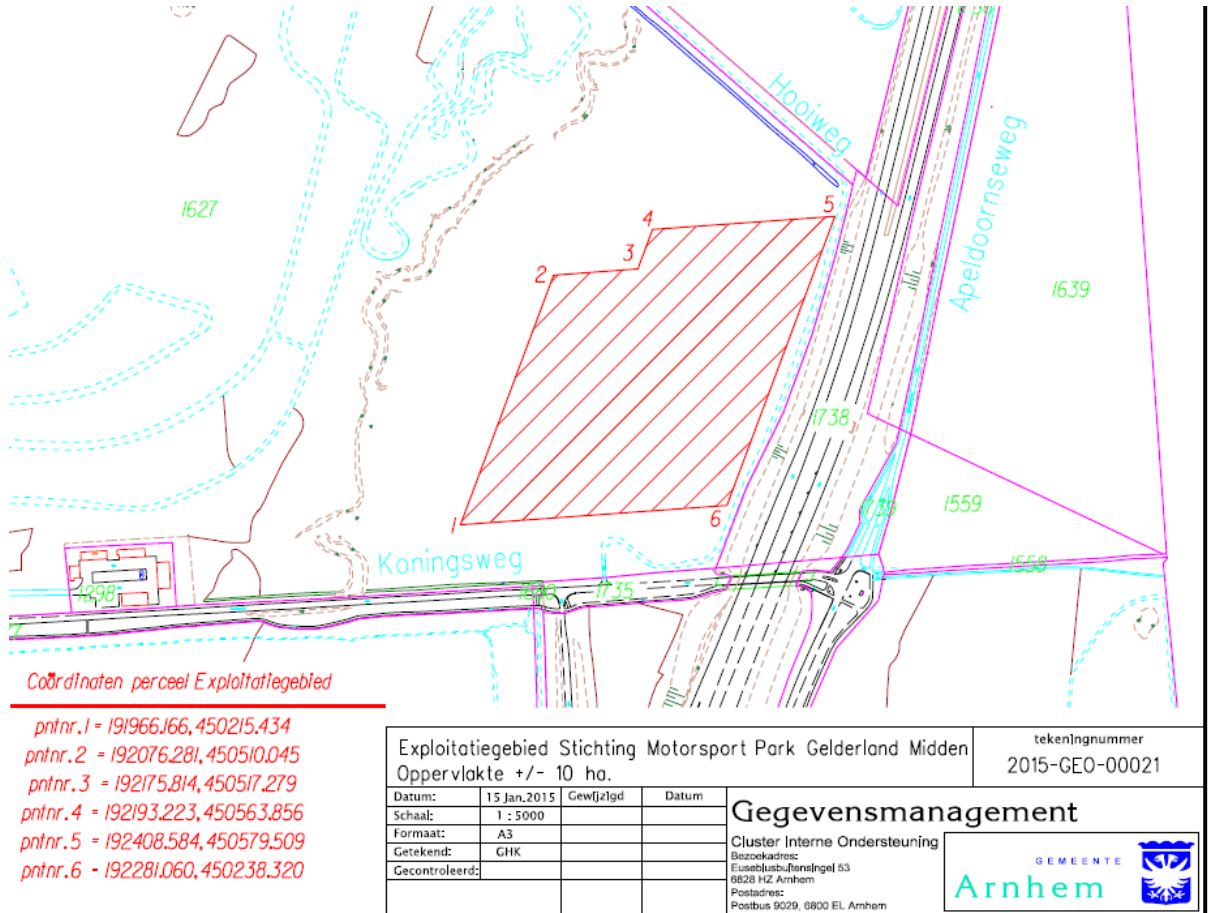 Hooiweg
1627
5
4
3
2
Apeldoornseweg
1639
1738
1559
6
1
Koningsweg
1558
1298
1735
Coördinaten perceel Exploitatiegebied
pntnr.1 = 191966.166,450215.434
pntnr.2 = 192076.281,450510.045
pntnr.3 = 192175.814,450517.279
pntnr.4 = 192193.223,450563.856
pntnr.5 = 192408.584,450579.509
pntnr.6 - 192281.060,450238.320
Exploitatiegebied Stichting Motorsport Park Gelderland Midden
Oppervlakte +/- 10 ha.
tekeningnummer
2015-GEO-00021
Datum: 15 Jan.2015 Gewijzigd Datum
Schaal: 1 : 5000
Formaat: A3
Getekend: GHK
Gecontroleerd:
Gegevensmanagement
Cluster Interne Ondersteuning
Bezoekadres:
Eusebiusbuitensingel 53
6828 HZ Arnhem
Postadres:
Postbus 9029, 6800 EL Arnhem
GEMEENTE
Arnhem